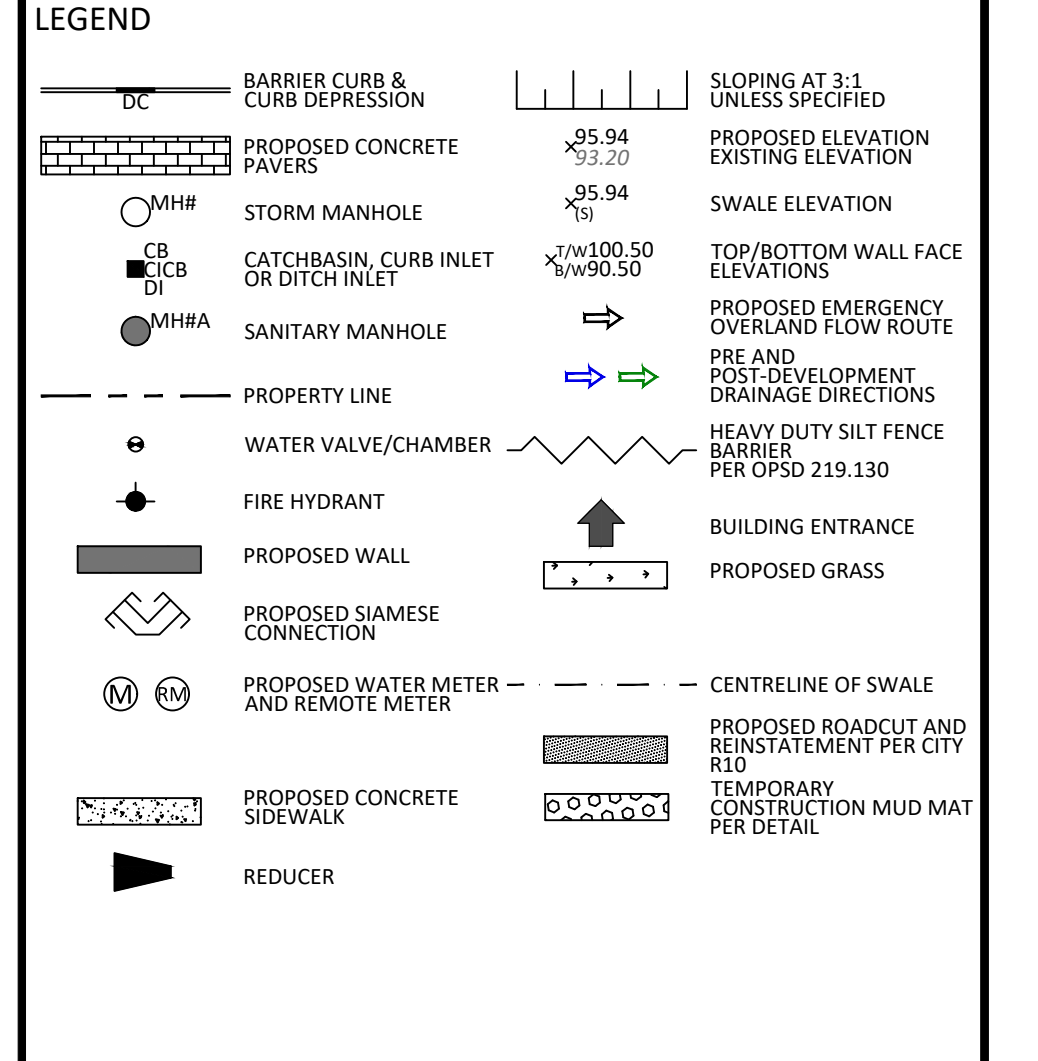 LEGEND
DC
BARRIER CURB &
CURB DEPRESSION
PROPOSED CONCRETE
PAVERS
MH#
STORM MANHOLE
CB
CICB
DI
CATCHBASIN, CURB INLET
OR DITCH INLET
MH#A
SANITARY MANHOLE
PROPERTY LINE
WATER VALVE/CHAMBER
FIRE HYDRANT
PROPOSED WALL
PROPOSED SIAMESE
CONNECTION
M RM
PROPOSED WATER METER
AND REMOTE METER
PROPOSED CONCRETE
SIDEWALK
REDUCER
SLOPING AT 3:1
UNLESS SPECIFIED
95.94
93.20
PROPOSED ELEVATION
EXISTING ELEVATION
95.94
(S)
SWALE ELEVATION
T/W100.50
B/W90.50
TOP/BOTTOM WALL FACE
ELEVATIONS
PROPOSED EMERGENCY
OVERLAND FLOW ROUTE
PRE AND
POST-DEVELOPMENT
DRAINAGE DIRECTIONS
HEAVY DUTY SILT FENCE
BARRIER
PER OPSD 219.130
BUILDING ENTRANCE
PROPOSED GRASS
CENTRELINE OF SWALE
PROPOSED ROADCUT AND
REINSTATEMENT PER CITY
R10
TEMPORARY
CONSTRUCTION MUD MAT
PER DETAIL